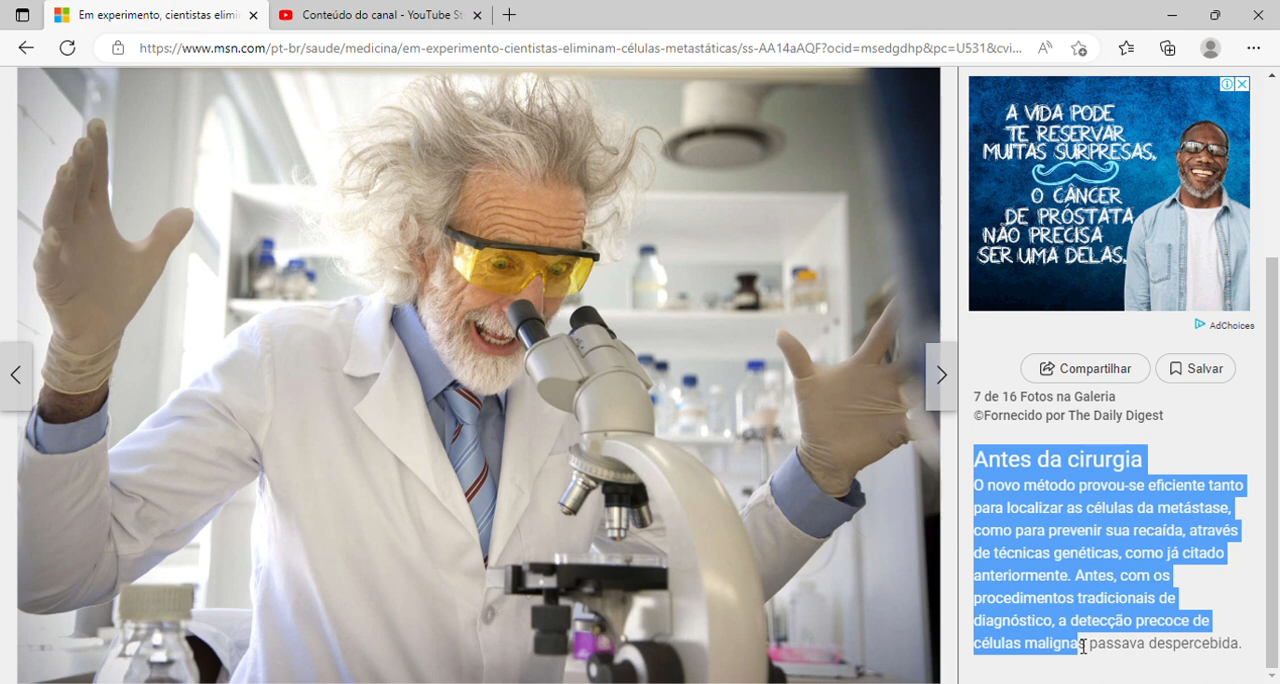 Em experimento, cientistas elimi
Conteúdo do canal - YouTube St
https://www.msn.com/pt-br/saude/medicina/em-experimento-cientistas-eliminam-células-metastáticas/ss-AA14aAQF?ocid=msedgdhp&pc=U531&cvi...
A VIDA PODE
TE RESERVAR
MUITAS SURPRESAS.
O CÂNCER
DE PRÓSTATA
NÃO PRECISA
SER UMA DELAS.
AdChoices
Compartilhar
Salvar
7 de 16 Fotos na Galeria
©Fornecido por The Daily Digest
Antes da cirurgia
O novo método provou-se eficiente tanto
para localizar as células da metástase,
como para prevenir sua recaída, através
de técnicas genéticas, como já citado
anteriormente. Antes, com os
procedimentos tradicionais de
diagnóstico, a detecção precoce de
células malignas passava despercebida.